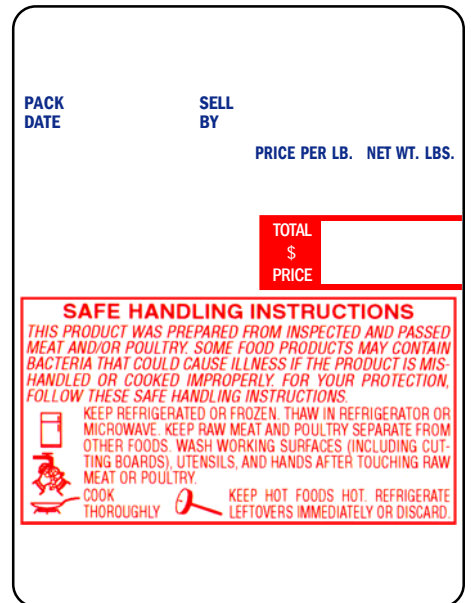 PACK SELL
DATE BY
PRICE PER LB. NET WT. LBS.
TOTAL
$
PRICE
SAFE HANDLING INSTRUCTIONS
THIS PRODUCT WAS PREPARED FROM INSPECTED AND PASSED
MEAT AND/OR POULTRY. SOME FOOD PRODUCTS MAY CONTAIN
BACTERIA THAT COULD CAUSE ILLNESS IF THE PRODUCT IS MIS-
HANDLED OR COOKED IMPROPERLY. FOR YOUR PROTECTION,
FOLLOW THESE SAFE HANDLING INSTRUCTIONS.
KEEP REFRIGERATED OR FROZEN. THAW IN REFRIGERATOR OR
MICROWAVE. KEEP RAW MEAT AND POULTRY SEPARATE FROM
OTHER FOODS. WASH WORKING SURFACES (INCLUDING CUT-
TING BOARDS), UTENSILS, AND HANDS AFTER TOUCHING RAW
MEAT OR POULTRY.
COOK
THOROUGHLY
KEEP HOT FOODS HOT. REFRIGERATE
LEFTOVERS IMMEDIATELY OR DISCARD.